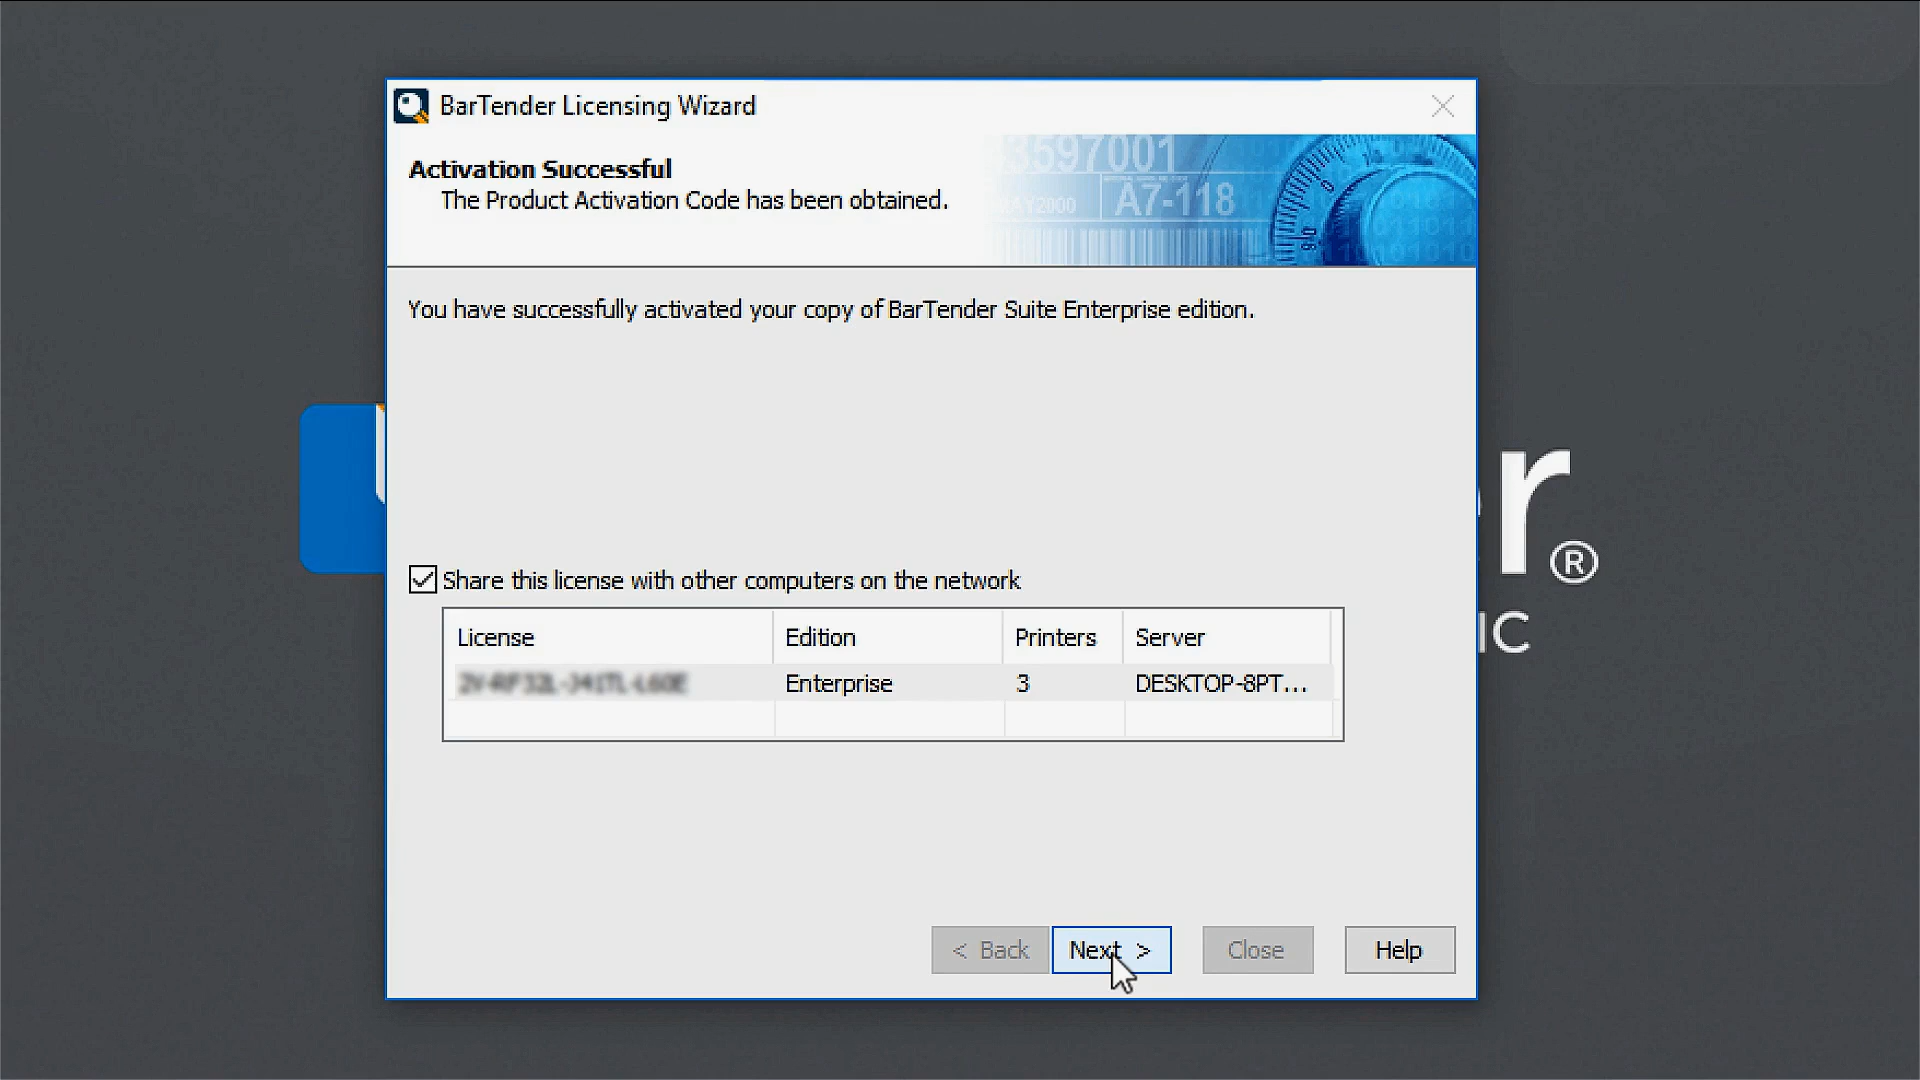 BarTender Licensing Wizard
Activation Successful
The Product Activation Code has been obtained.
3597001
A7-118
You have successfully activated your copy of BarTender Suite Enterprise edition.
r®
Share this license with other computers on the network
License Edition Printers Server
Enterprise 3 DESKTOP-8PT...
< Back Next > Close Help